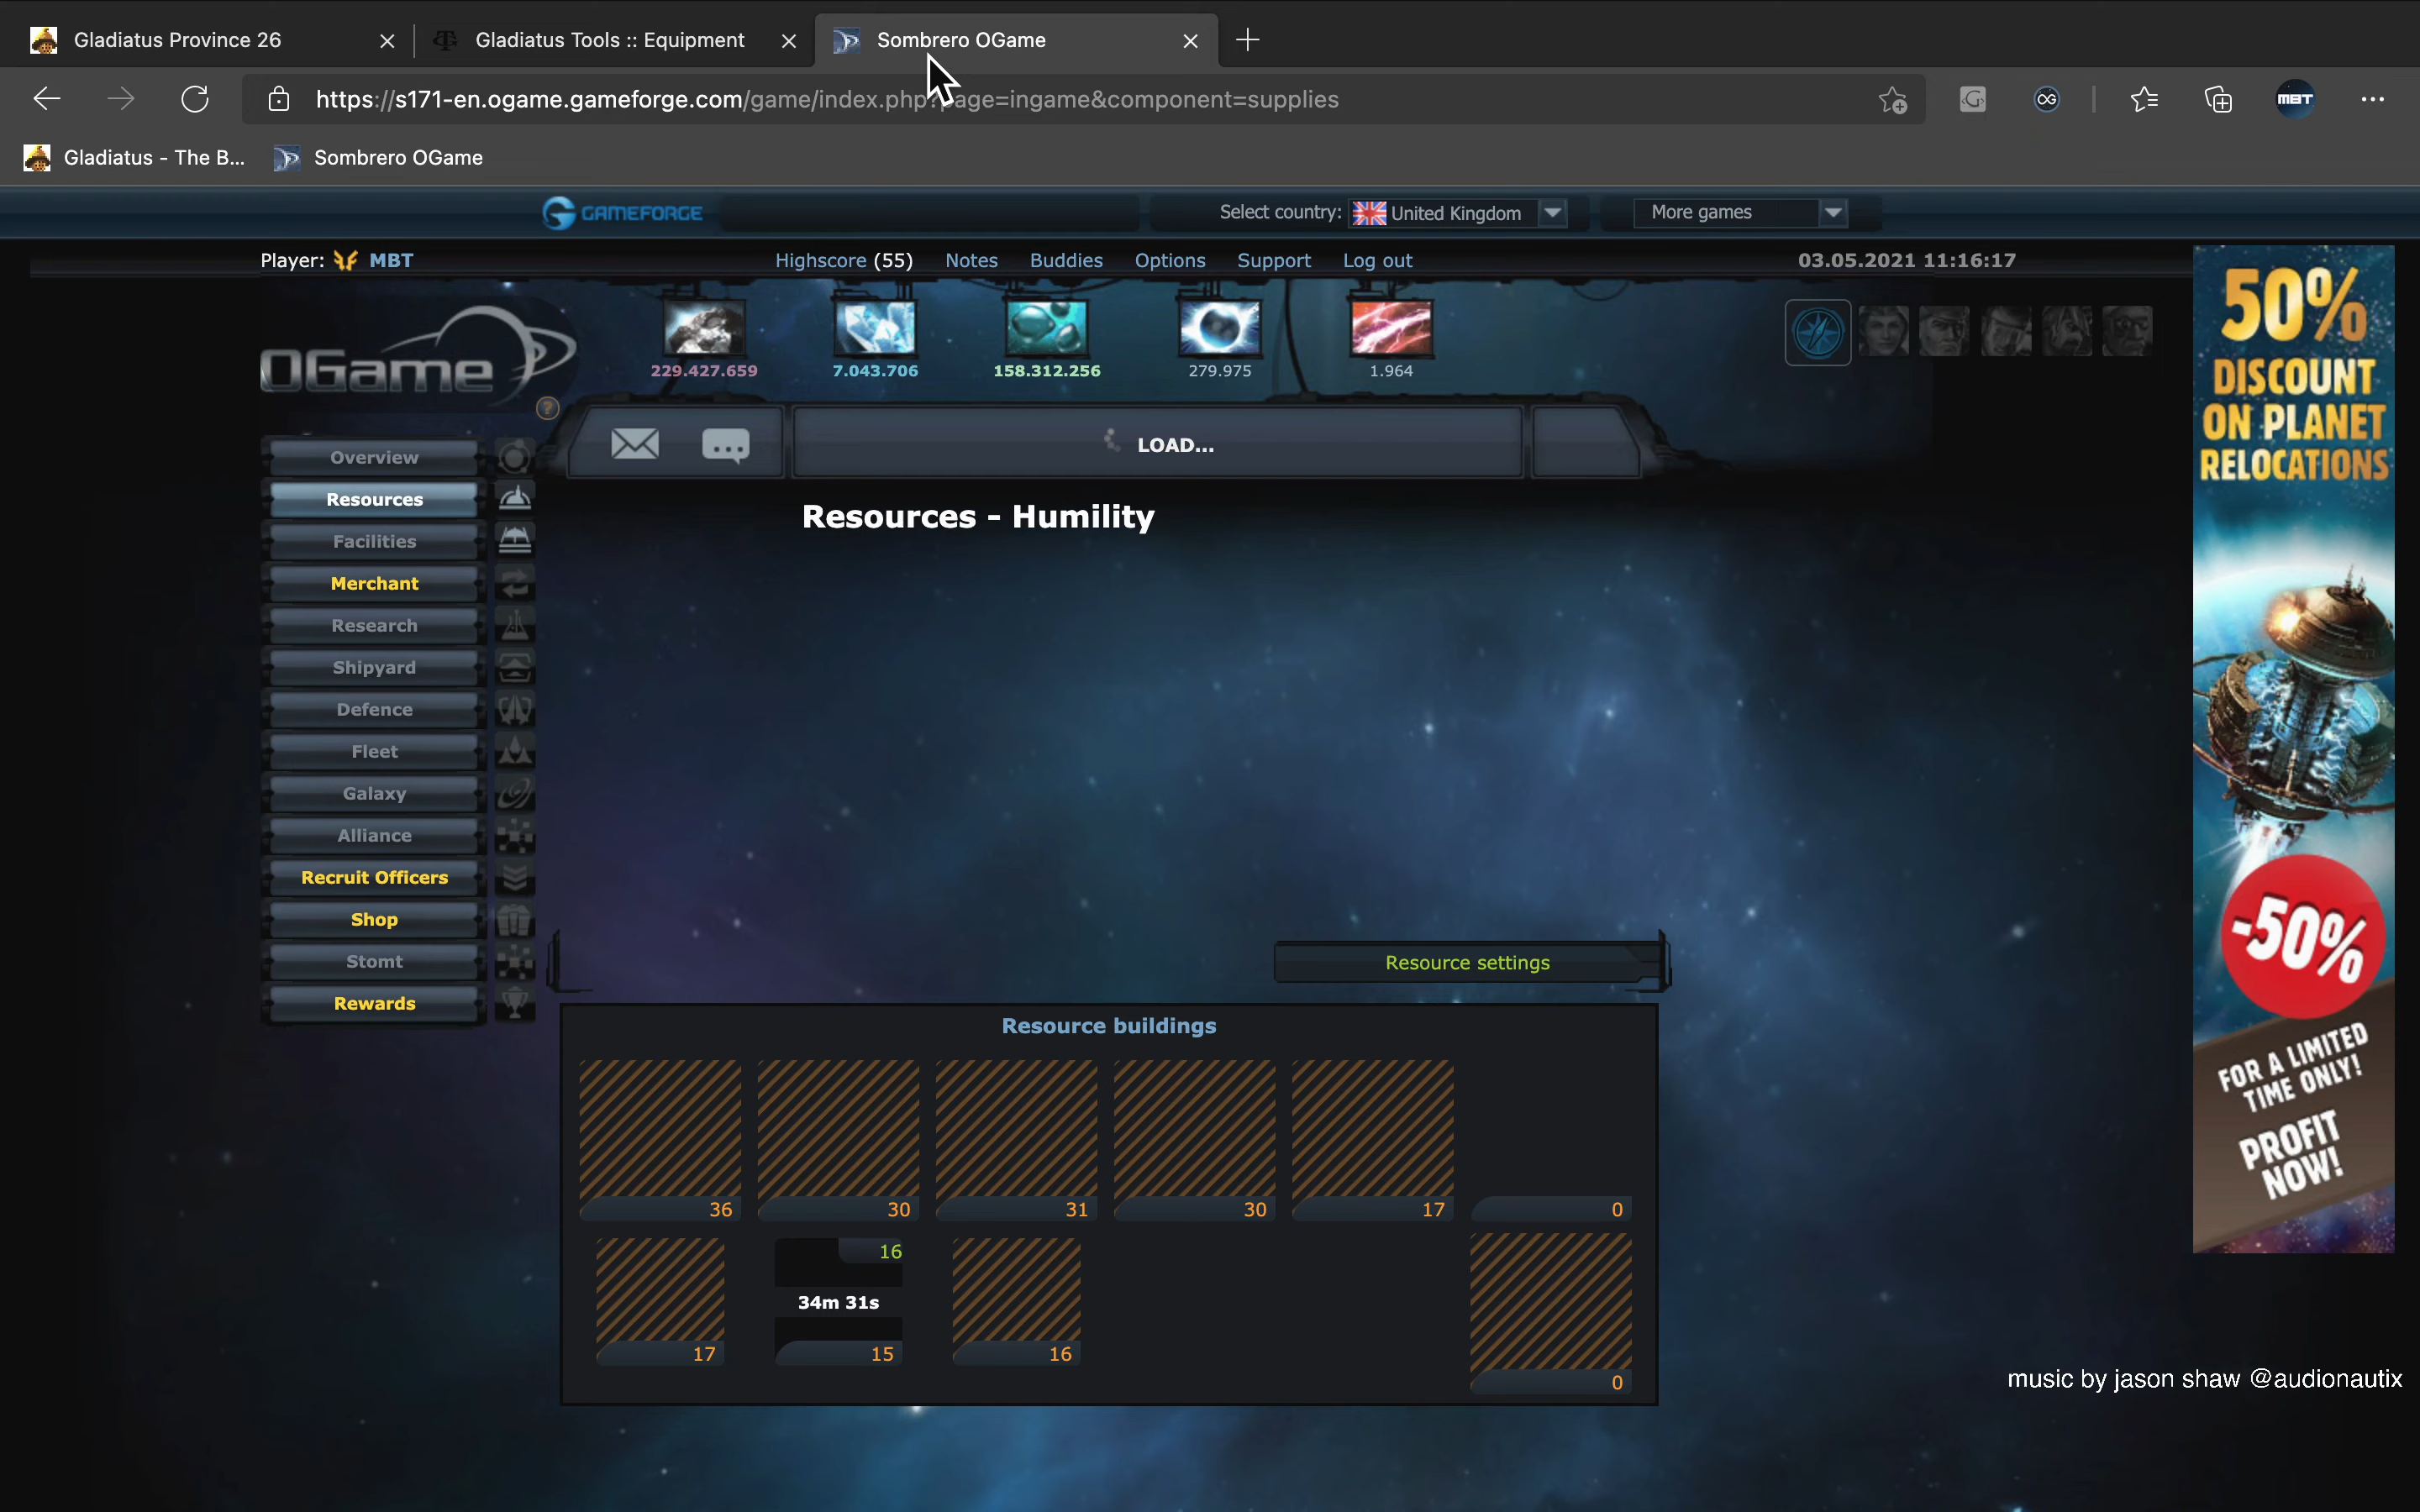 Gladiatus Province 26
Gladiatus Tools :: Equipment
Sombrero OGame
https://s171-en.ogame.gameforge.com/game/index.php?page=ingame&component=supplies
MBT
Gladiatus - The B...
Sombrero OGame
GAMEFORGE
Select country:
United Kingdom
More games
Player: MBT
Highscore (55)
Notes
Buddies
Options
Support
Log out
03.05.2021 11:16:17
OGame
229.427.659
7.043.706
158.312.256
279.975
1.964
?
LOAD...
Overview
Resources
Facilities
Merchant
Research
Shipyard
Defence
Fleet
Galaxy
Alliance
Recruit Officers
Shop
Stomt
Rewards
Resources - Humility
Resource settings
Resource buildings
36
30
31
30
17
0
17
16
34m 31s
15
16
0
50%
DISCOUNT
ON PLANET
RELOCATIONS
-50%
FOR A LIMITED
TIME ONLY!
PROFIT
NOW!
music by jason shaw @audionautix